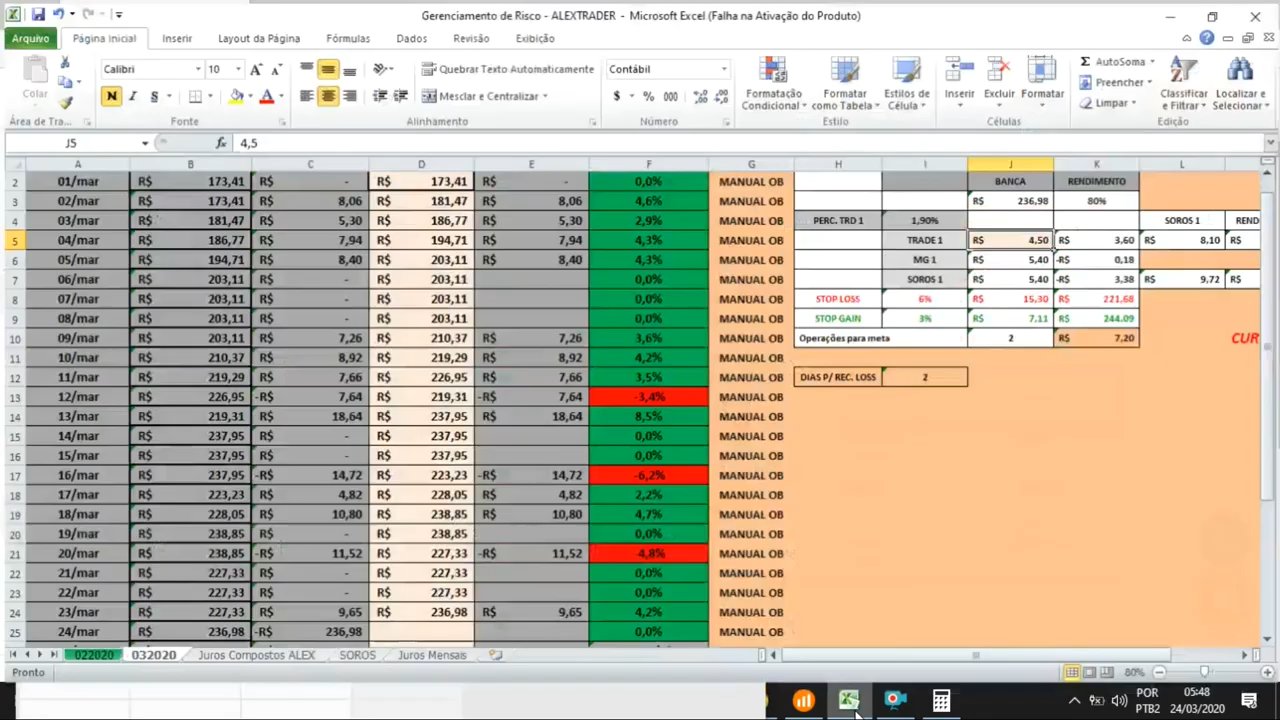 Gerenciamento de Risco - ALEXTRADER - Microsoft Excel (Falha na Ativação do Produto)
Arquivo Página Inicial Inserir Layout da Página Fórmulas Dados Revisão Exibição
Calibri 10 Quebrar Texto Automaticamente Contábil AutoSoma
Colar Mesclar e Centralizar Formatação Condicional Formatar como Tabela Estilos de Célula Inserir Excluir Formatar Preencher Limpar Classificar e Filtrar Localizar e Selecionar
N I S $ % 000
Área de Tra... Fonte Alinhamento Número Estilo Células Edição
J5 fx 4,5
A B C D E F G H I J K L
2 01/mar R$ 173,41 R$ - R$ 173,41 R$ - 0,0% MANUAL OB BANCA RENDIMENTO
3 02/mar R$ 173,41 R$ 8,06 R$ 181,47 R$ 8,06 4,6% MANUAL OB R$ 236,98 80%
4 03/mar R$ 181,47 R$ 5,30 R$ 186,77 R$ 5,30 2,9% MANUAL OB PERC. TRD 1 1,90% SOROS 1 REND
5 04/mar R$ 186,77 R$ 7,94 R$ 194,71 R$ 7,94 4,3% MANUAL OB TRADE 1 R$ 4,50 R$ 3,60 R$ 8,10 R$
6 05/mar R$ 194,71 R$ 8,40 R$ 203,11 R$ 8,40 4,3% MANUAL OB MG 1 R$ 5,40 -R$ 0,18
7 06/mar R$ 203,11 R$ - R$ 203,11 R$ - 0,0% MANUAL OB SOROS 1 R$ 5,40 -R$ 3,38 R$ 9,72 R$
8 07/mar R$ 203,11 R$ - R$ 203,11 R$ - 0,0% MANUAL OB STOP LOSS 6% R$ 15,30 R$ 221,68
9 08/mar R$ 203,11 R$ - R$ 203,11 R$ - 0,0% MANUAL OB STOP GAIN 3% R$ 7,11 R$ 244,09
10 09/mar R$ 203,11 R$ 7,26 R$ 210,37 R$ 7,26 3,6% MANUAL OB Operações para meta 2 R$ 7,20 CUR
11 10/mar R$ 210,37 R$ 8,92 R$ 219,29 R$ 8,92 4,2% MANUAL OB
12 11/mar R$ 219,29 R$ 7,66 R$ 226,95 R$ 7,66 3,5% MANUAL OB DIAS P/ REC. LOSS 2
13 12/mar R$ 226,95 -R$ 7,64 R$ 219,31 -R$ 7,64 -3,4% MANUAL OB
14 13/mar R$ 219,31 R$ 18,64 R$ 237,95 R$ 18,64 8,5% MANUAL OB
15 14/mar R$ 237,95 R$ - R$ 237,95 R$ - 0,0% MANUAL OB
16 15/mar R$ 237,95 R$ - R$ 237,95 R$ - 0,0% MANUAL OB
17 16/mar R$ 237,95 -R$ 14,72 R$ 223,23 -R$ 14,72 -6,2% MANUAL OB
18 17/mar R$ 223,23 R$ 4,82 R$ 228,05 R$ 4,82 2,2% MANUAL OB
19 18/mar R$ 228,05 R$ 10,80 R$ 238,85 R$ 10,80 4,7% MANUAL OB
20 19/mar R$ 238,85 R$ - R$ 238,85 R$ - 0,0% MANUAL OB
21 20/mar R$ 238,85 -R$ 11,52 R$ 227,33 -R$ 11,52 -4,8% MANUAL OB
22 21/mar R$ 227,33 R$ - R$ 227,33 R$ - 0,0% MANUAL OB
23 22/mar R$ 227,33 R$ - R$ 227,33 R$ - 0,0% MANUAL OB
24 23/mar R$ 227,33 R$ 9,65 R$ 236,98 R$ 9,65 4,2% MANUAL OB
25 24/mar R$ 236,98 -R$ 236,98 0,0% MANUAL OB
022020 032020 Juros Compostos ALEX SOROS Juros Mensais
Pronto 80%
POR 05:48
PTB2 24/03/2020